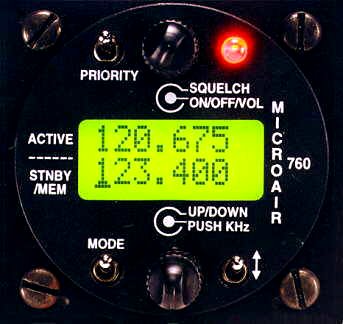 PRIORITY
SQUELCH
ON/OFF/VOL
ACTIVE
120.675
STNBY
/MEM
123.400
MICROAIR
760
UP/DOWN
PUSH KHz
MODE